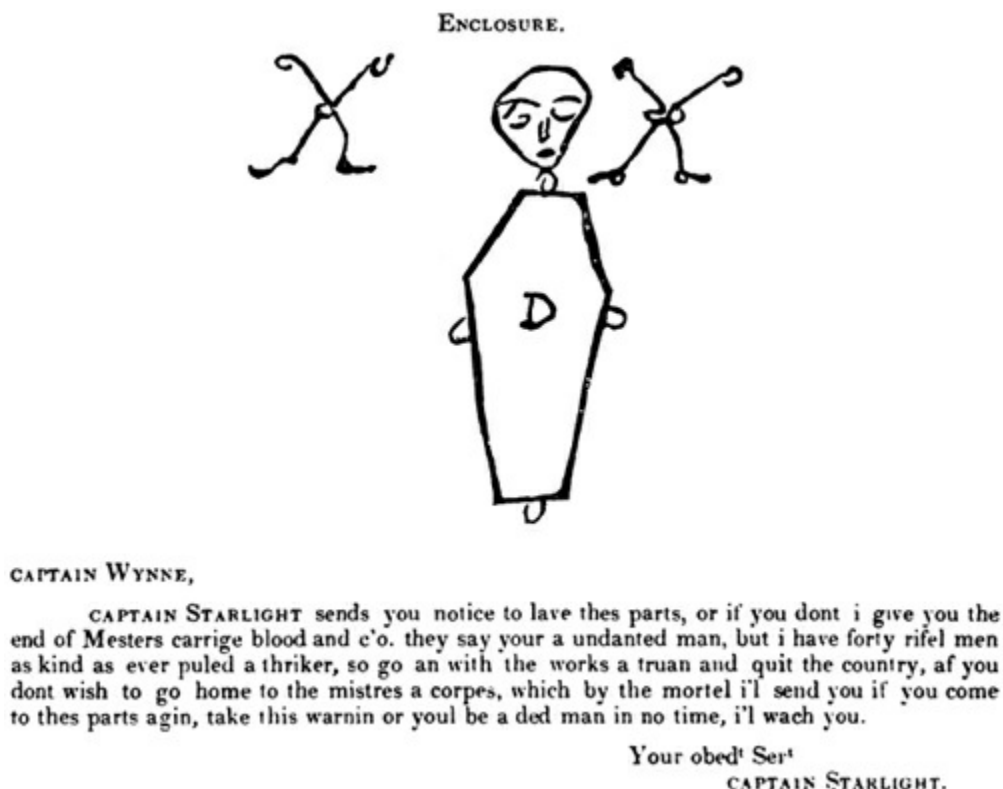 ENCLOSURE.
D
CAPTAIN WYNNE,
CAPTAIN STARLIGHT sends you notice to lave thes parts, or if you dont i give you the
end of Mesters carrige blood and c'o. they say your a undanted man, but i have forty rifel men
as kind as ever puled a thriker, so go an with the works a truan and quit the country, af you
dont wish to go home to the mistres a corpes, which by the mortel i'l send you if you come
to thes parts agin, take this warnin or youl be a ded man in no time, i'l wach you.
Your obedᵗ Serᵗ
CAPTAIN STARLIGHT.